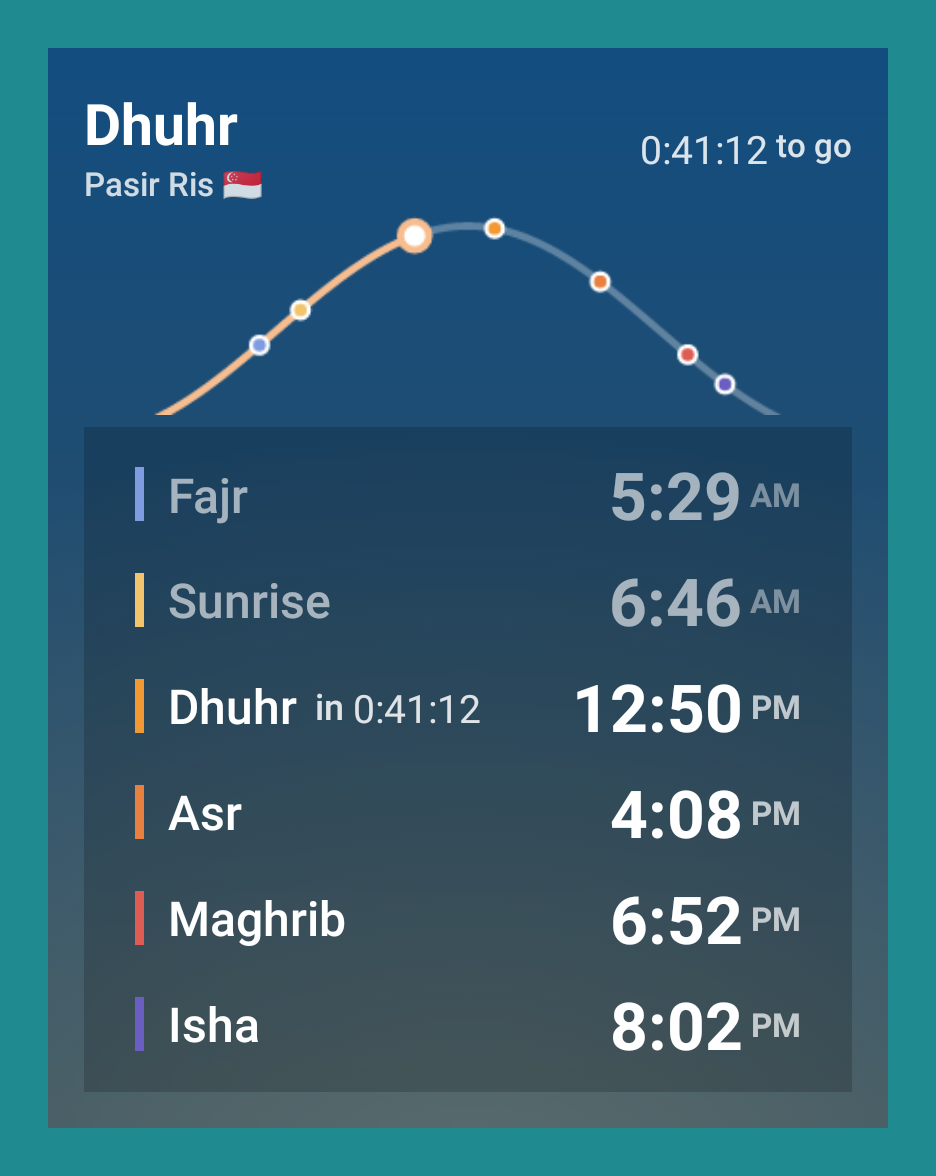 Dhuhr
0:41:12 to go
Pasir Ris 🇸🇬
Fajr 5:29 AM
Sunrise 6:46 AM
Dhuhr in 0:41:12 12:50 PM
Asr 4:08 PM
Maghrib 6:52 PM
Isha 8:02 PM